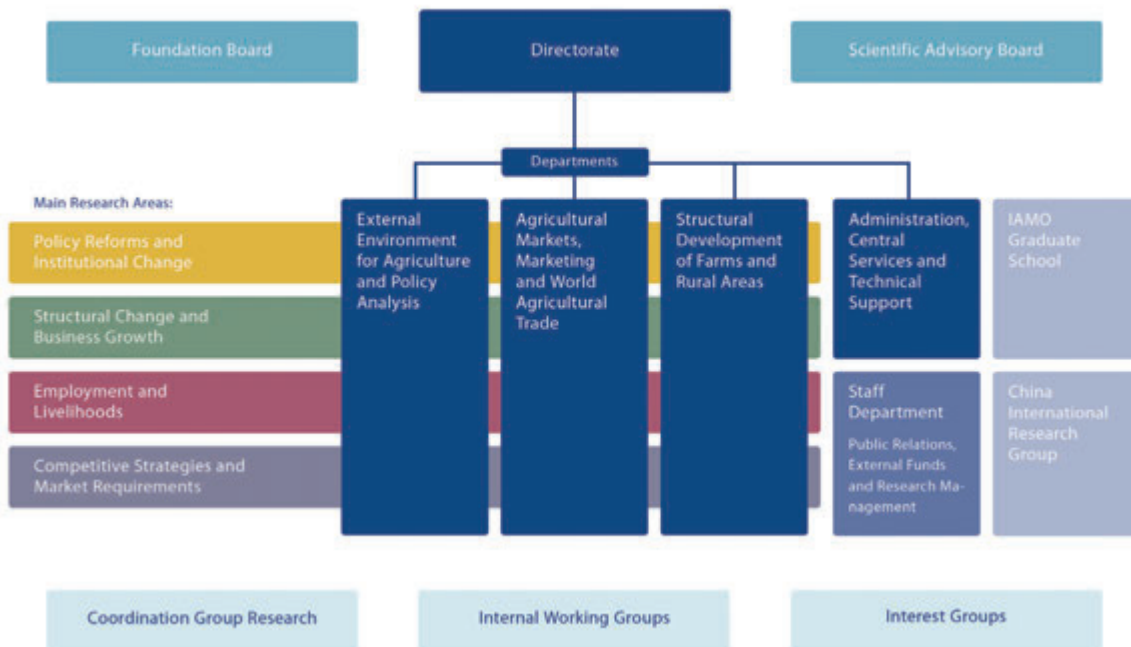 Foundation Board
Directorate
Scientific Advisory Board
Departments
Main Research Areas:
Policy Reforms and
Institutional Change
Structural Change and
Business Growth
Employment and
Livelihoods
Competitive Strategies and
Market Requirements
External
Environment
for Agriculture
and Policy
Analysis
Agricultural
Markets,
Marketing
and World
Agricultural
Trade
Structural
Development
of Farms and
Rural Areas
Administration,
Central
Services and
Technical
Support
IAMO
Graduate
School
Staff
Department
Public Relations,
External Funds
and Research Ma-
nagement
China
International
Research
Group
Coordination Group Research
Internal Working Groups
Interest Groups